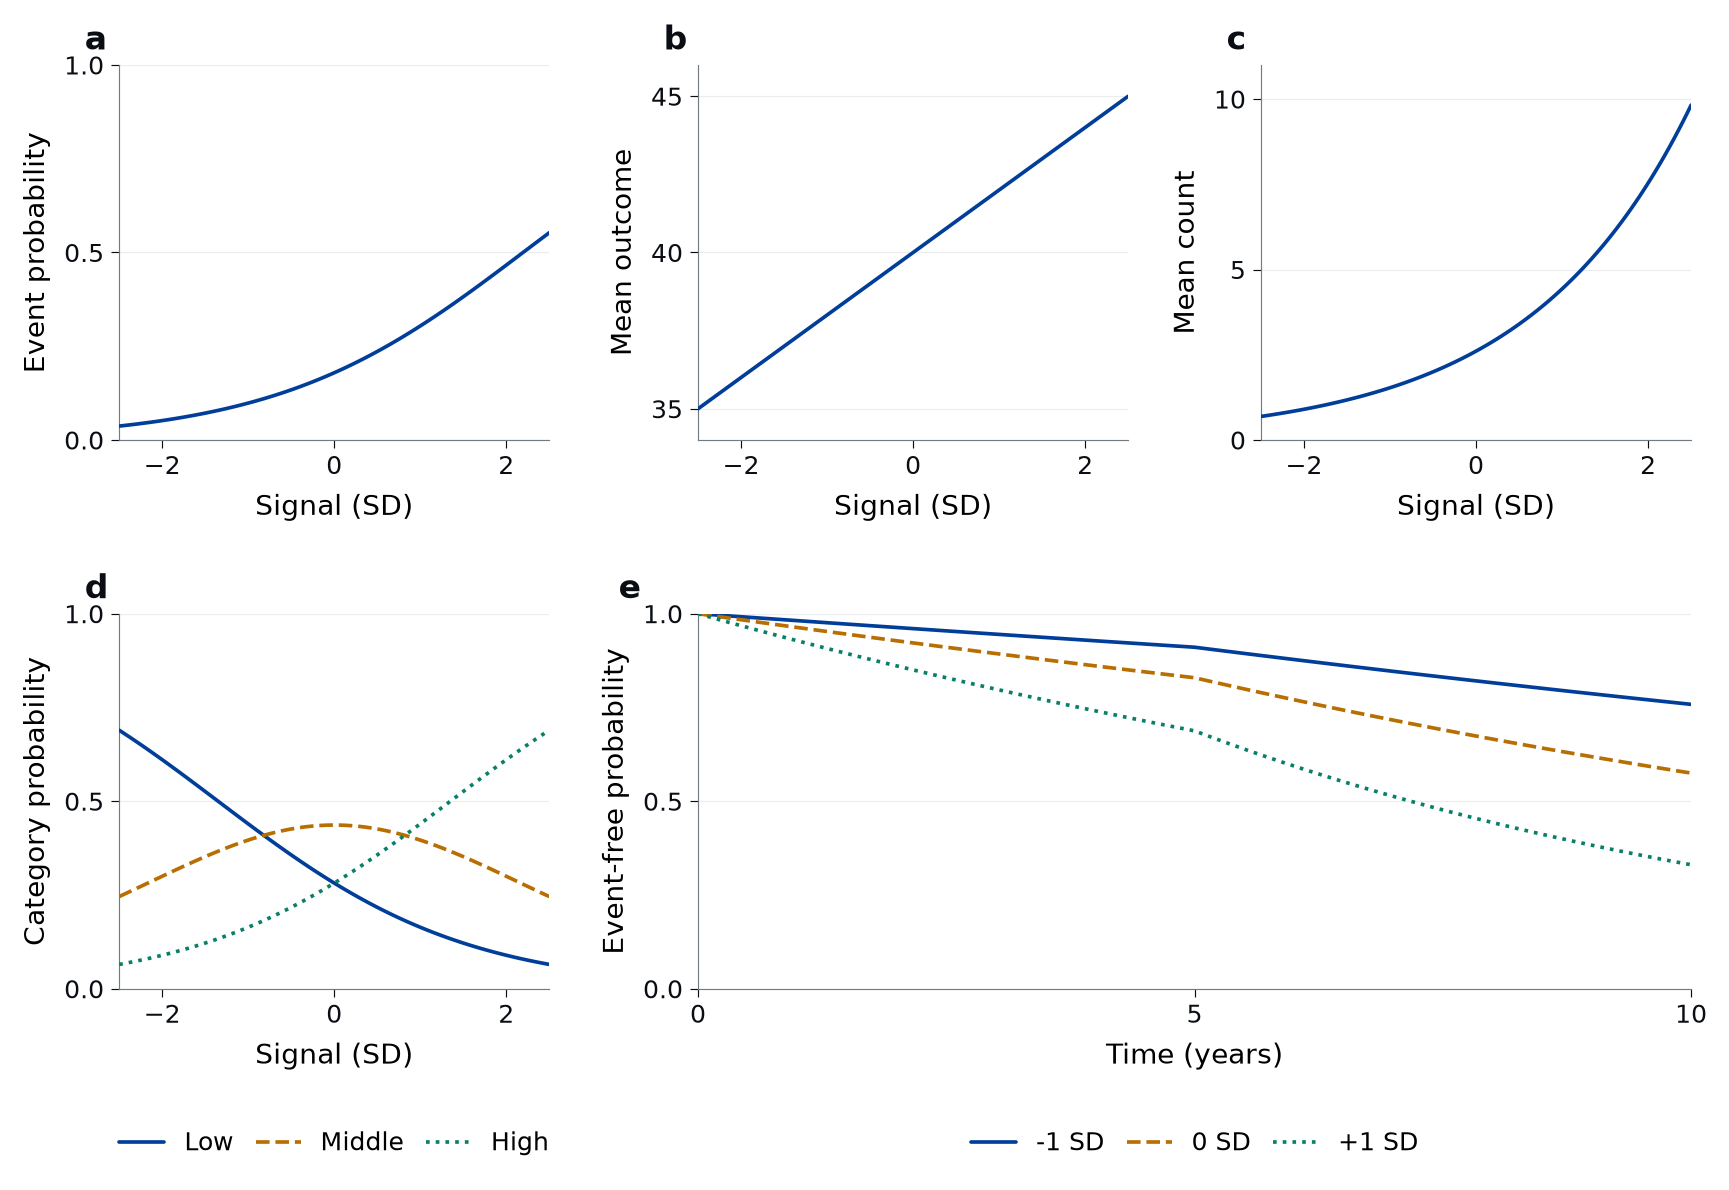 a
1.0
0.5
0.0
Event probability
−2 0 2
Signal (SD)
b
45
40
35
Mean outcome
−2 0 2
Signal (SD)
c
10
5
0
Mean count
−2 0 2
Signal (SD)
d
1.0
0.5
0.0
Category probability
−2 0 2
Signal (SD)
Low Middle High
e
1.0
0.5
0.0
Event-free probability
0 5 10
Time (years)
-1 SD 0 SD +1 SD